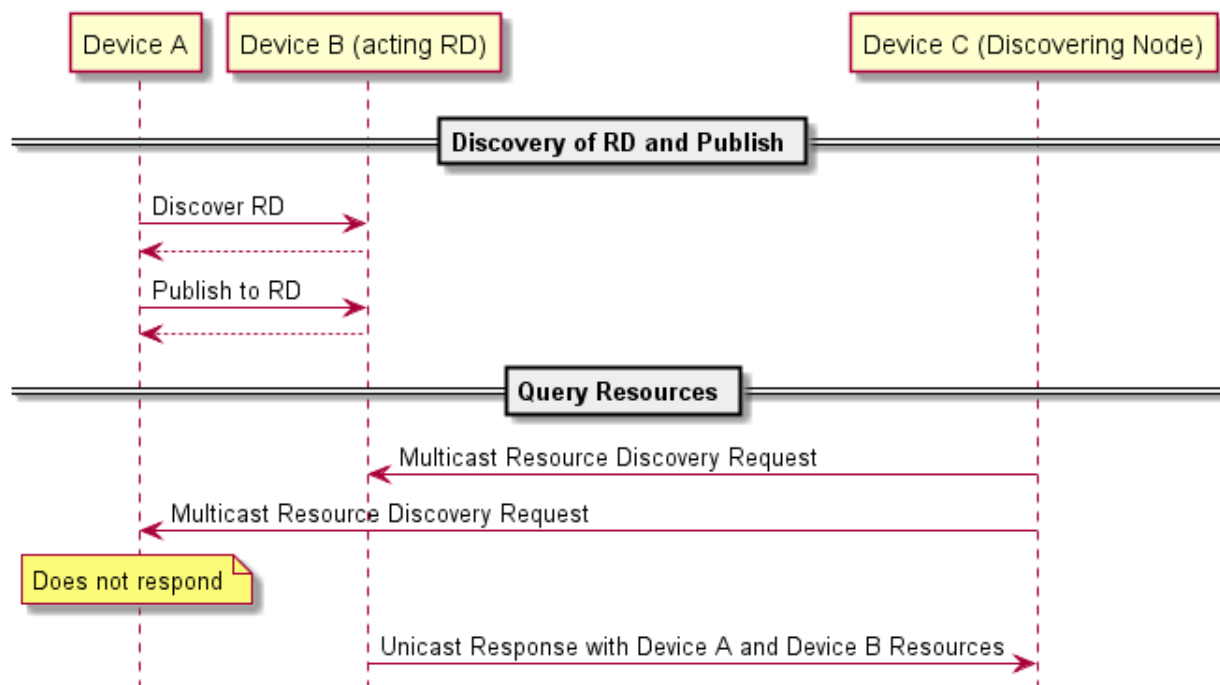 Device A
Device B (acting RD)
Device C (Discovering Node)
Discovery of RD and Publish
Discover RD
Publish to RD
Query Resources
Multicast Resource Discovery Request
Multicast Resource Discovery Request
Does not respond
Unicast Response with Device A and Device B Resources